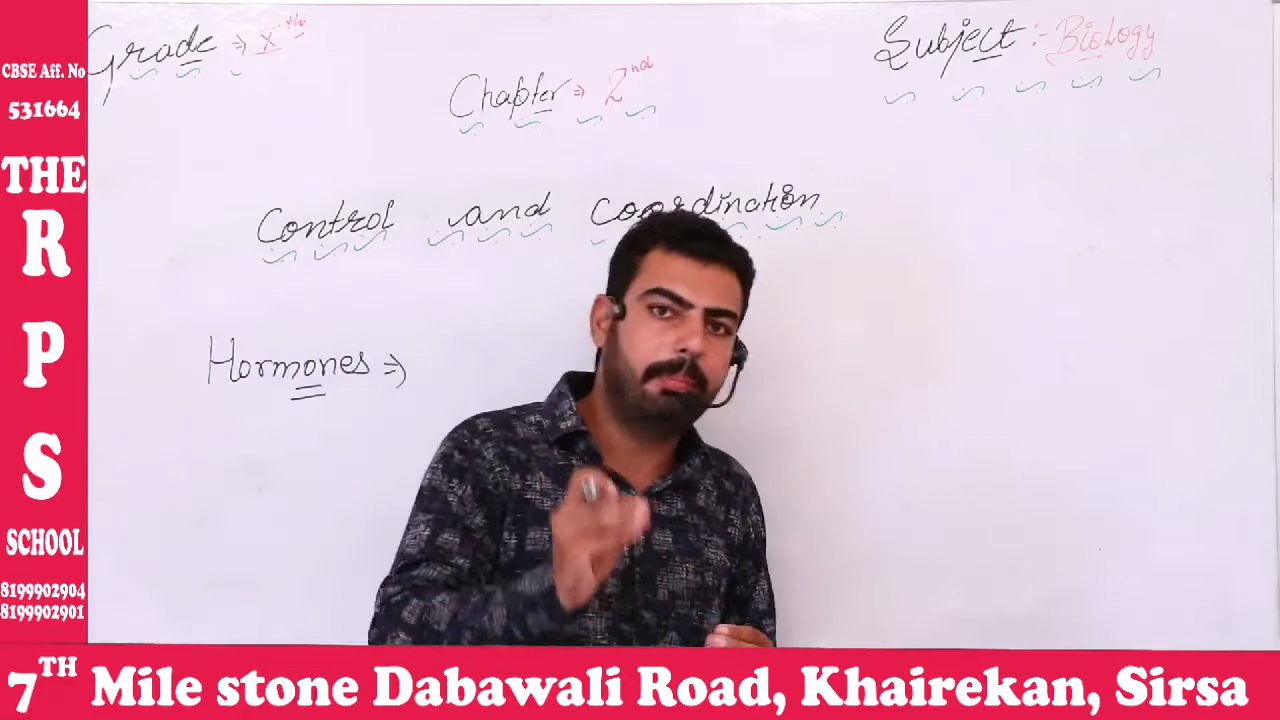 CBSE Aff. No
531664
THE
R
P
S
SCHOOL
8199902904
8199902901
Grade ⇒ Xth
Subject :- Biology
Chapter ⇒ 2nd
Control and Coordination
Hormones ⇒
7TH Mile stone Dabawali Road, Khairekan, Sirsa